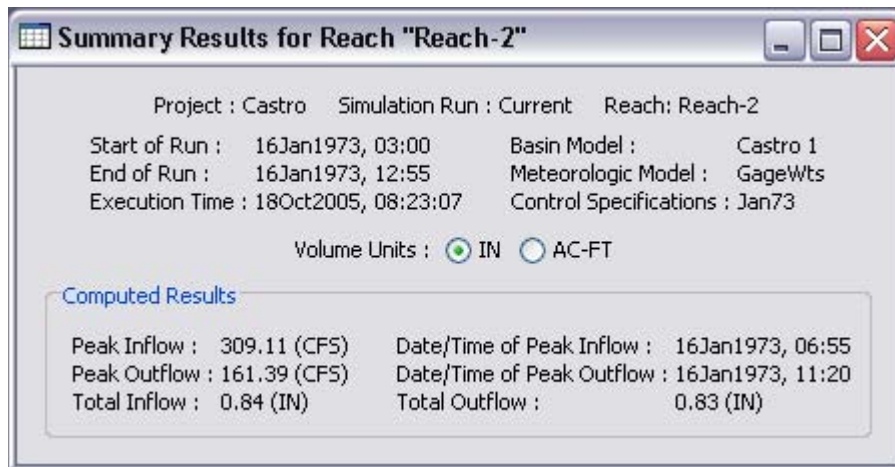 Summary Results for Reach "Reach-2"
Project : Castro Simulation Run : Current Reach: Reach-2
Start of Run : 16Jan1973, 03:00 Basin Model : Castro 1
End of Run : 16Jan1973, 12:55 Meteorologic Model : GageWts
Execution Time : 18Oct2005, 08:23:07 Control Specifications : Jan73
Volume Units : IN AC-FT
Computed Results
Peak Inflow : 309.11 (CFS) Date/Time of Peak Inflow : 16Jan1973, 06:55
Peak Outflow : 161.39 (CFS) Date/Time of Peak Outflow : 16Jan1973, 11:20
Total Inflow : 0.84 (IN) Total Outflow : 0.83 (IN)